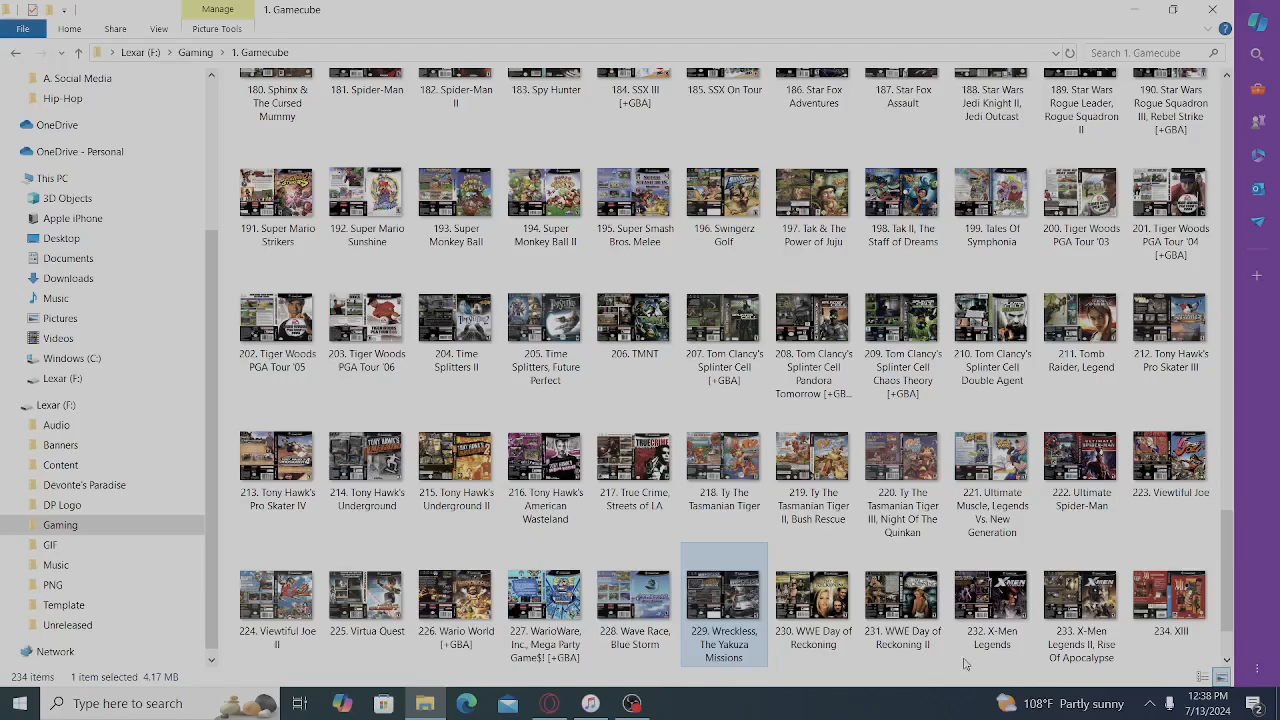 Manage
1. Gamecube
File
Home
Share
View
Picture Tools
Lexar (F:) > Gaming > 1. Gamecube
Search 1. Gamecube
A. Social Media
Hip-Hop
OneDrive
OneDrive - Personal
This PC
3D Objects
Apple iPhone
Desktop
Documents
Downloads
Music
Pictures
Videos
Windows (C:)
Lexar (F:)
Lexar (F:)
Audio
Banners
Content
Devonte's Paradise
DP Logo
Gaming
GIF
Music
PNG
Template
Unreleased
Network
180. Sphinx &
The Cursed
Mummy
181. Spider-Man
182. Spider-Man
II
183. Spy Hunter
184. SSX III
[+GBA]
185. SSX On Tour
186. Star Fox
Adventures
187. Star Fox
Assault
188. Star Wars
Jedi Knight II,
Jedi Outcast
189. Star Wars
Rogue Leader,
Rogue Squadron
II
190. Star Wars
Rogue Squadron
III, Rebel Strike
[+GBA]
191. Super Mario
Strikers
192. Super Mario
Sunshine
193. Super
Monkey Ball
194. Super
Monkey Ball II
195. Super Smash
Bros. Melee
196. Swingerz
Golf
197. Tak & The
Power of Juju
198. Tak II, The
Staff of Dreams
199. Tales Of
Symphonia
200. Tiger Woods
PGA Tour '03
201. Tiger Woods
PGA Tour '04
[+GBA]
202. Tiger Woods
PGA Tour '05
203. Tiger Woods
PGA Tour '06
204. Time
Splitters II
205. Time
Splitters, Future
Perfect
206. TMNT
207. Tom Clancy's
Splinter Cell
[+GBA]
208. Tom Clancy's
Splinter Cell
Pandora
Tomorrow [+GB...
209. Tom Clancy's
Splinter Cell
Chaos Theory
[+GBA]
210. Tom Clancy's
Splinter Cell
Double Agent
211. Tomb
Raider, Legend
212. Tony Hawk's
Pro Skater III
213. Tony Hawk's
Pro Skater IV
214. Tony Hawk's
Underground
215. Tony Hawk's
Underground II
216. Tony Hawk's
American
Wasteland
217. True Crime,
Streets of LA
218. Ty The
Tasmanian Tiger
219. Ty The
Tasmanian Tiger
II, Bush Rescue
220. Ty The
Tasmanian Tiger
III, Night Of The
Quinkan
221. Ultimate
Muscle, Legends
Vs. New
Generation
222. Ultimate
Spider-Man
223. Viewtiful Joe
224. Viewtiful Joe
II
225. Virtua Quest
226. Wario World
[+GBA]
227. WarioWare,
Inc., Mega Party
Game$! [+GBA]
228. Wave Race,
Blue Storm
229. Wreckless,
The Yakuza
Missions
230. WWE Day of
Reckoning
231. WWE Day of
Reckoning II
232. X-Men
Legends
233. X-Men
Legends II, Rise
Of Apocalypse
234. XIII
234 items
1 item selected 4.17 MB
Type here to search
108°F Partly sunny
12:38 PM
7/13/2024
2